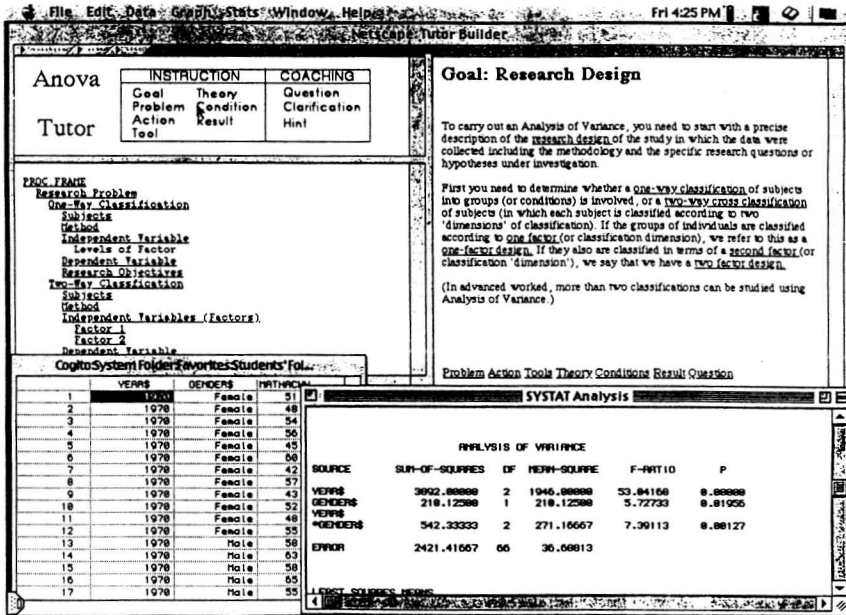 File Edit Data Graph Stats Window Help Fri 4:25 PM
Netscape: Tutor Builder
Anova
Tutor
INSTRUCTION COACHING
Goal Theory Question
Problem Condition Clarification
Action Result Hint
Tool
PROC.FRAME
Research Problem
One-Way Classification
Subjects
Method
Independent Variable
Levels of Factor
Dependent Variable
Research Objectives
Two-Way Classfication
Subjects
Method
Independent Variables (Factors)
Factor 1
Factor 2
Dependent Variable
Goal: Research Design
To carry out an Analysis of Variance, you need to start with a precise
description of the research design of the study in which the data were
collected including the methodology and the specific research questions or
hypotheses under investigation.
First you need to determine whether a one-way classification of subjects
into groups (or conditions) is involved, or a two-way cross classification
of subjects (in which each subject is classified according to two
'dimensions' of classification). If the groups of individuals are classified
according to one factor (or classification dimension), we refer to this as a
one-factor design. If they also are classified in terms of a second factor (or
classification 'dimension'), we say that we have a two factor design.
(In advanced worked, more than two classifications can be studied using
Analysis of Variance.)
Problem Action Tools Theory Conditions Result Question
Cogito:System Folder:Favorites:Students' Fol...
YEAR$ GENDER$
1 1970 Female 51
2 1970 Female 48
3 1970 Female 54
4 1970 Female 56
5 1970 Female 45
6 1970 Female 60
7 1970 Female 42
8 1970 Female 57
9 1970 Female 43
10 1970 Female 52
11 1970 Female 48
12 1970 Female 55
13 1970 Male 50
14 1970 Male 63
15 1970 Male 50
16 1970 Male 65
17 1970 Male 55
SYSTAT Analysis
ANALYSIS OF VARIANCE
SOURCE SUM-OF-SQUARES DF MEAN-SQUARE F-RATIO P
YEAR$ 3892.00000 2 1946.00000 53.04160 0.00000
GENDER$ 210.12500 1 210.12500 5.72733 0.01956
YEAR$
*GENDER$ 542.33333 2 271.16667 7.39113 0.00127
ERROR 2421.41667 66 36.68813
LEAST SQUARES MEANS